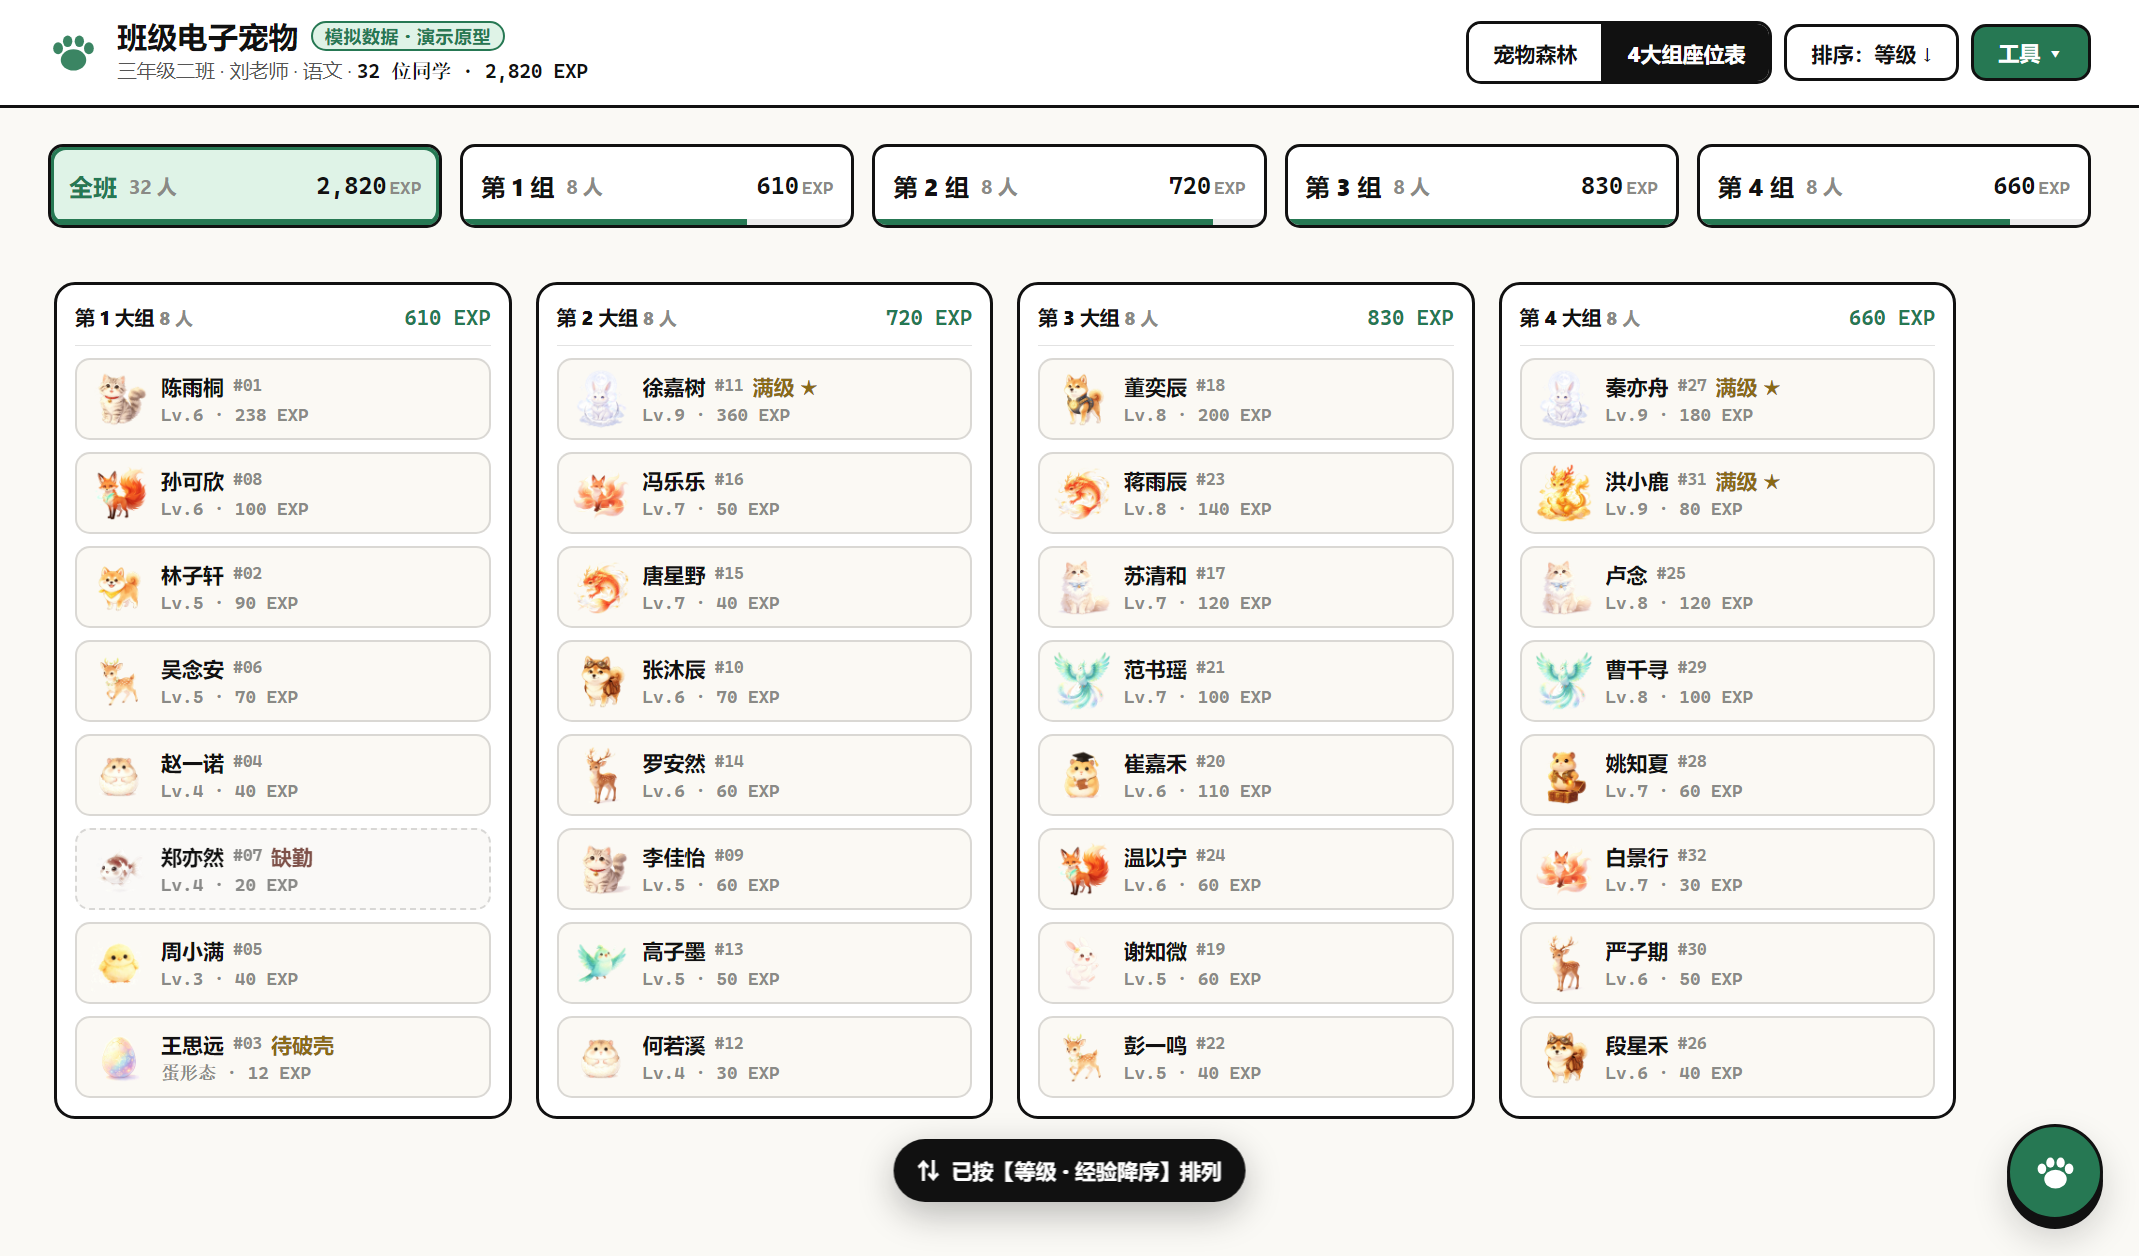 班级电子宠物 模拟数据 · 演示原型
三年级二班 · 刘老师 · 语文 · 32 位同学 · 2,820 EXP
宠物森林 4大组座位表 排序：等级 ↓ 工具 ▼
全班 32 人 2,820 EXP
第 1 组 8 人 610 EXP
第 2 组 8 人 720 EXP
第 3 组 8 人 830 EXP
第 4 组 8 人 660 EXP
第 1 大组 8 人 610 EXP
陈雨桐 #01
Lv.6 · 238 EXP
孙可欣 #08
Lv.6 · 100 EXP
林子轩 #02
Lv.5 · 90 EXP
吴念安 #06
Lv.5 · 70 EXP
赵一诺 #04
Lv.4 · 40 EXP
郑亦然 #07 缺勤
Lv.4 · 20 EXP
周小满 #05
Lv.3 · 40 EXP
王思远 #03 待破壳
蛋形态 · 12 EXP
第 2 大组 8 人 720 EXP
徐嘉树 #11 满级 ★
Lv.9 · 360 EXP
冯乐乐 #16
Lv.7 · 50 EXP
唐星野 #15
Lv.7 · 40 EXP
张沐辰 #10
Lv.6 · 70 EXP
罗安然 #14
Lv.6 · 60 EXP
李佳怡 #09
Lv.5 · 60 EXP
高子墨 #13
Lv.5 · 50 EXP
何若溪 #12
Lv.4 · 30 EXP
第 3 大组 8 人 830 EXP
董奕辰 #18
Lv.8 · 200 EXP
蒋雨辰 #23
Lv.8 · 140 EXP
苏清和 #17
Lv.7 · 120 EXP
范书瑶 #21
Lv.7 · 100 EXP
崔嘉禾 #20
Lv.6 · 110 EXP
温以宁 #24
Lv.6 · 60 EXP
谢知微 #19
Lv.5 · 60 EXP
彭一鸣 #22
Lv.5 · 40 EXP
第 4 大组 8 人 660 EXP
秦亦舟 #27 满级 ★
Lv.9 · 180 EXP
洪小鹿 #31 满级 ★
Lv.9 · 80 EXP
卢念 #25
Lv.8 · 120 EXP
曹千寻 #29
Lv.8 · 100 EXP
姚知夏 #28
Lv.7 · 60 EXP
白景行 #32
Lv.7 · 30 EXP
严子期 #30
Lv.6 · 50 EXP
段星禾 #26
Lv.6 · 40 EXP
已按【等级 · 经验降序】排列